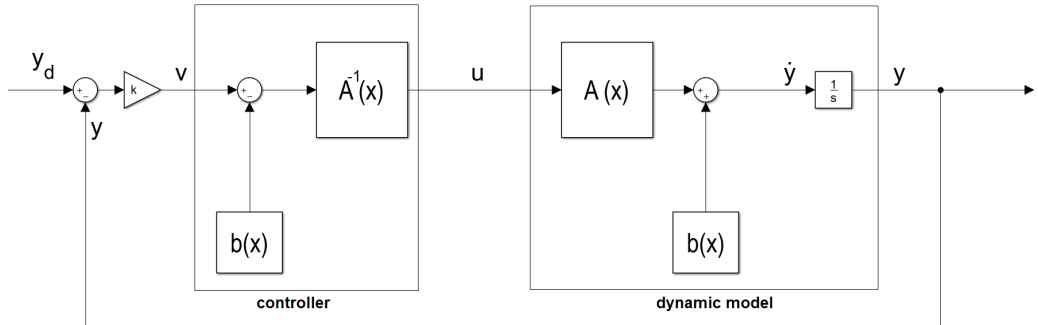 y_d
+
−
k
v
+
−
A⁻¹(x)
u
A (x)
+
+
ẏ
1
s
y
y
b(x)
b(x)
controller
dynamic model